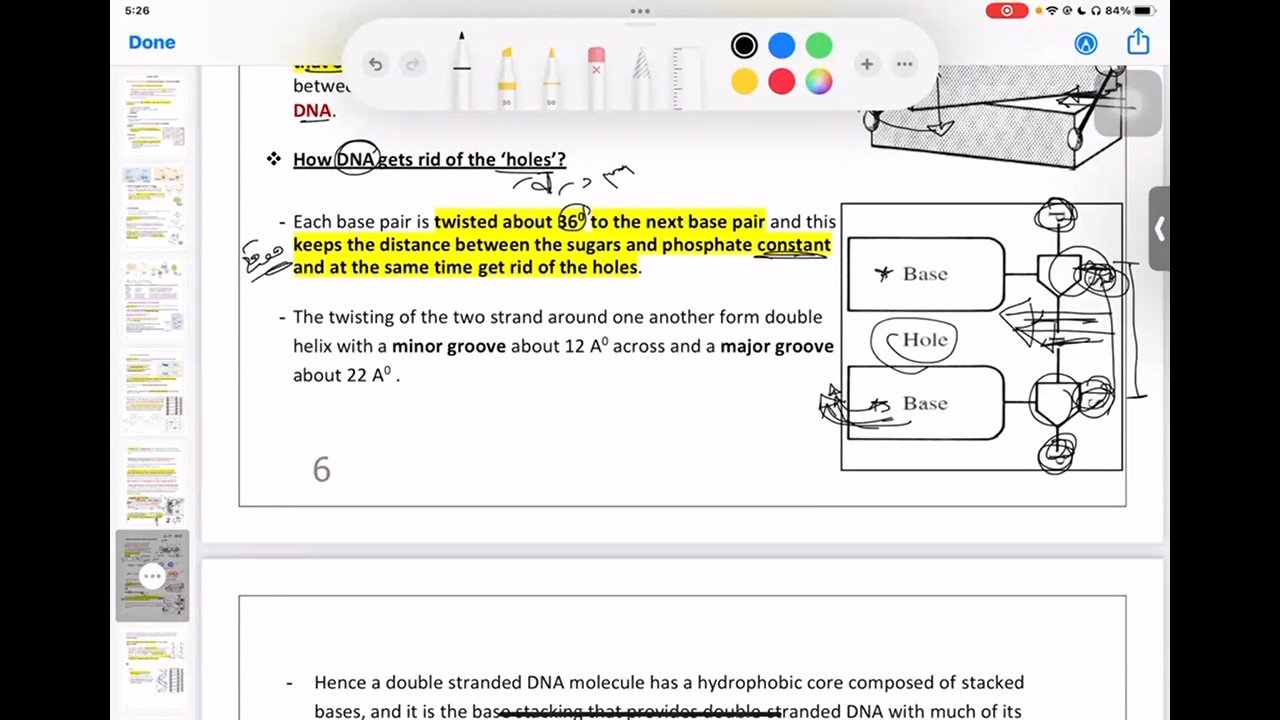 5:26
84%
Done
30
50
that
betwe
DNA.
❖ How DNA gets rid of the ‘holes’?
- Each base pair is twisted about 36⁰ to the next base pair and this
keeps the distance between the sugars and phosphate constant
and at the same time get rid of the holes.
- The twisting of the two strand around one another form double
helix with a minor groove about 12 A⁰ across and a major groove
about 22 A⁰ .
Base
Hole
Base
6
- Hence a double stranded DNA molecule has a hydrophobic core composed of stacked
bases, and it is the base stacking that provides double stranded DNA with much of its